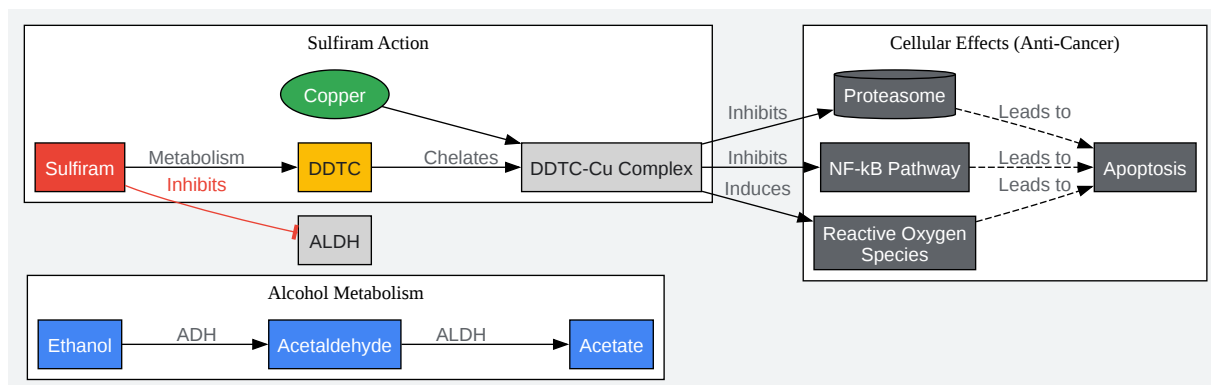 Sulfiram Action
Cellular Effects (Anti-Cancer)
Copper
Proteasome
Inhibits
Leads to
Sulfiram
Metabolism
DDTC
Chelates
DDTC-Cu Complex
Inhibits
NF-kB Pathway
Leads to
Apoptosis
Inhibits
Induces
Leads to
ALDH
Reactive Oxygen
Species
Alcohol Metabolism
Ethanol
ADH
Acetaldehyde
ALDH
Acetate